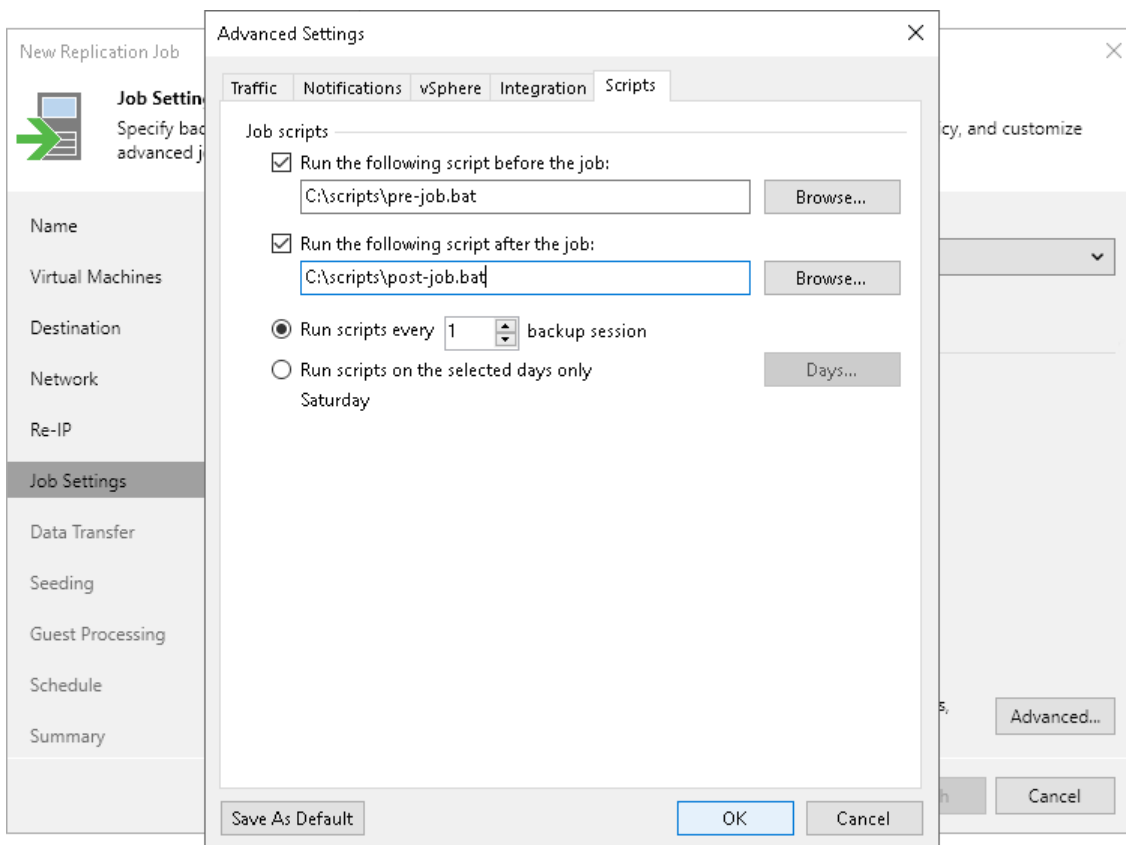 Advanced Settings
New Replication Job
Job Settin
Specify bac
advanced j
icy, and customize
Traffic Notifications vSphere Integration Scripts
Job scripts
Run the following script before the job:
C:\scripts\pre-job.bat Browse...
Run the following script after the job:
C:\scripts\post-job.bat Browse...
Run scripts every 1 backup session
Run scripts on the selected days only Days...
Saturday
Name
Virtual Machines
Destination
Network
Re-IP
Job Settings
Data Transfer
Seeding
Guest Processing
Schedule
Summary
s,
Advanced...
h Cancel
Save As Default OK Cancel